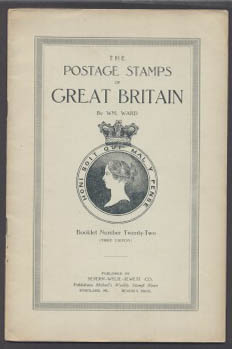 THE
POSTAGE STAMPS
OF
GREAT BRITAIN
By WM. WARD
HONI SOIT QUI MAL Y PENSE
Booklet Number Twenty-Two
(THIRD EDITION)
PUBLISHED BY
SEVERN-WYLIE-JEWETT CO.
Publishers Mekeel's Weekly Stamp News
PORTLAND, ME. BOSTON, MASS.